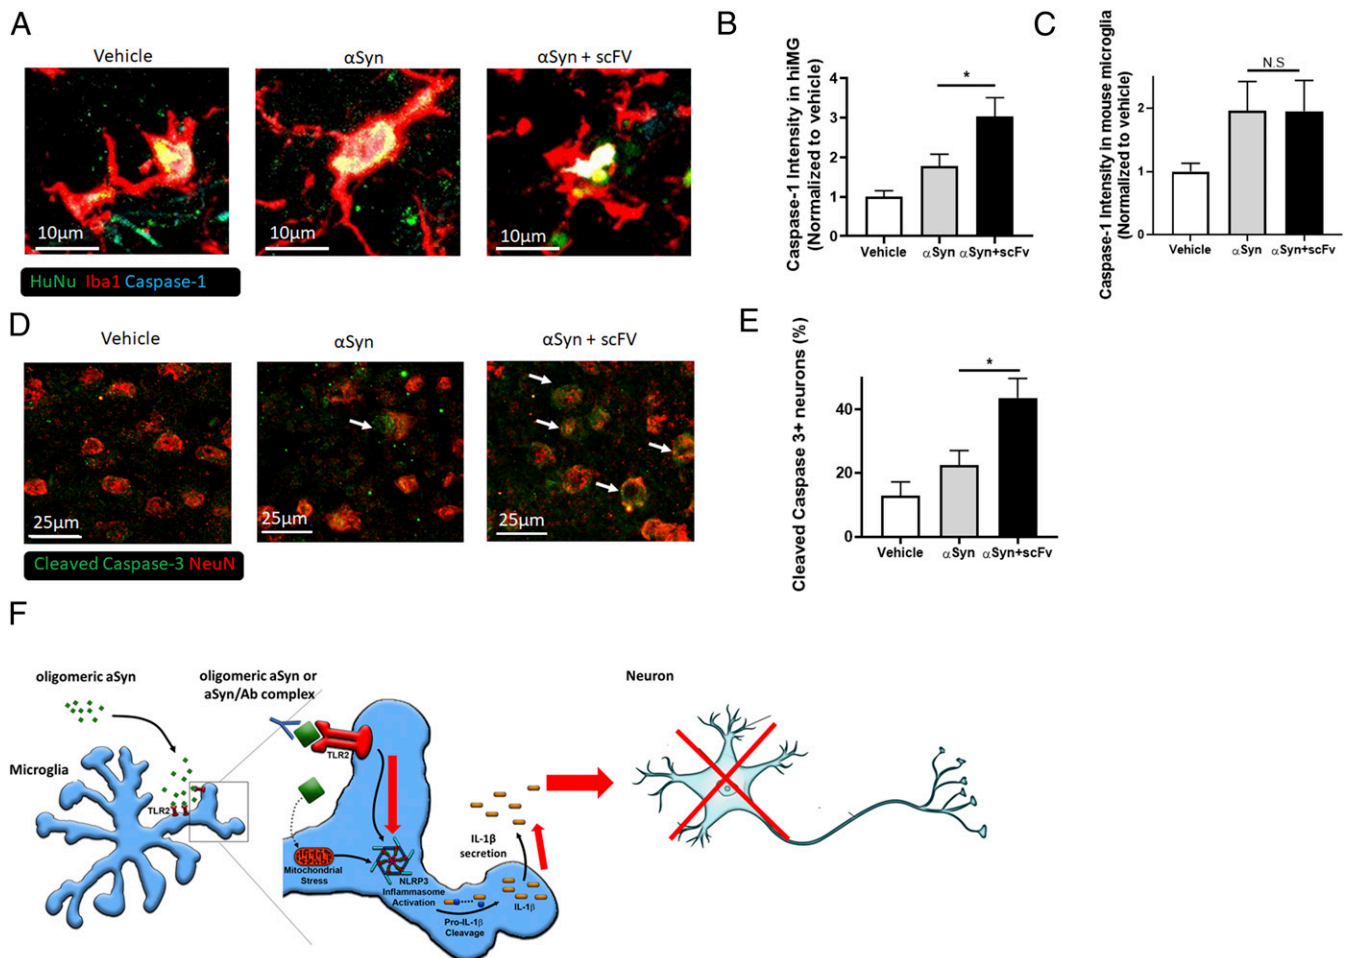 A
Vehicle
αSyn
αSyn + scFV
10µm
10µm
10µm
HuNu Iba1 Caspase-1
B
Caspase-1 Intensity in hiMG
(Normalized to vehicle)
4
3
2
1
0
*
Vehicle
αSyn
αSyn+scFv
C
Caspase-1 Intensity in mouse microglia
(Normalized to vehicle)
2
1
0
N.S
Vehicle
αSyn
αSyn+scFv
D
Vehicle
αSyn
αSyn + scFV
25µm
25µm
25µm
Cleaved Caspase-3 NeuN
E
Cleaved Caspase 3+ neurons (%)
40
20
0
*
Vehicle
αSyn
αSyn+scFv
F
oligomeric aSyn
Microglia
TLR2
oligomeric aSyn or
aSyn/Ab complex
TLR2
Mitochondrial
Stress
NLRP3
Inflammasome
Activation
Pro-IL-1β
Cleavage
IL-1β
IL-1β
secretion
Neuron